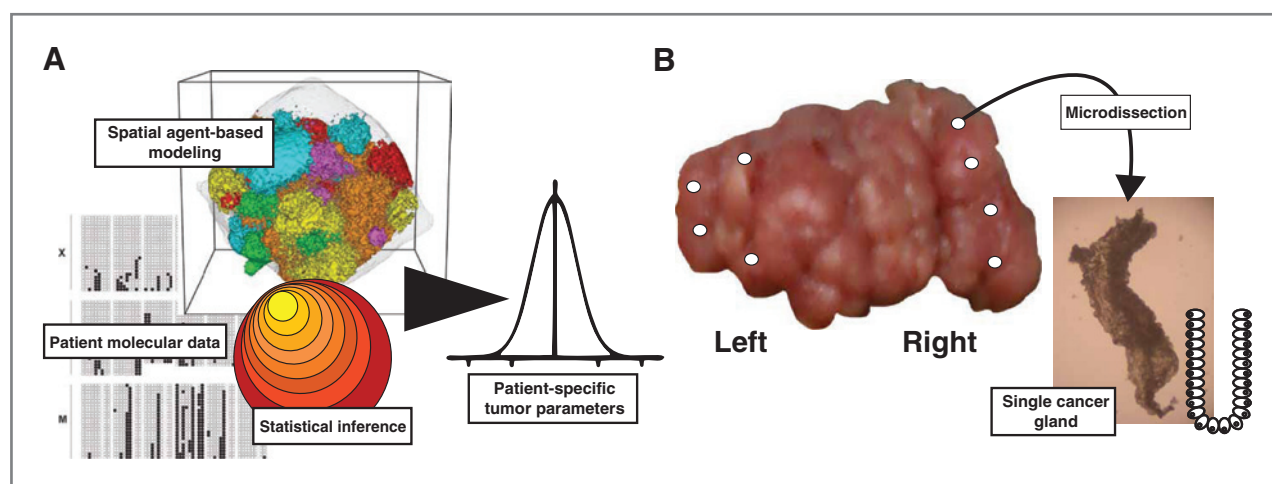 A
Spatial agent-based
modeling
X
Patient molecular data
M
Statistical inference
Patient-specific
tumor parameters
B
Microdissection
Left
Right
Single cancer
gland